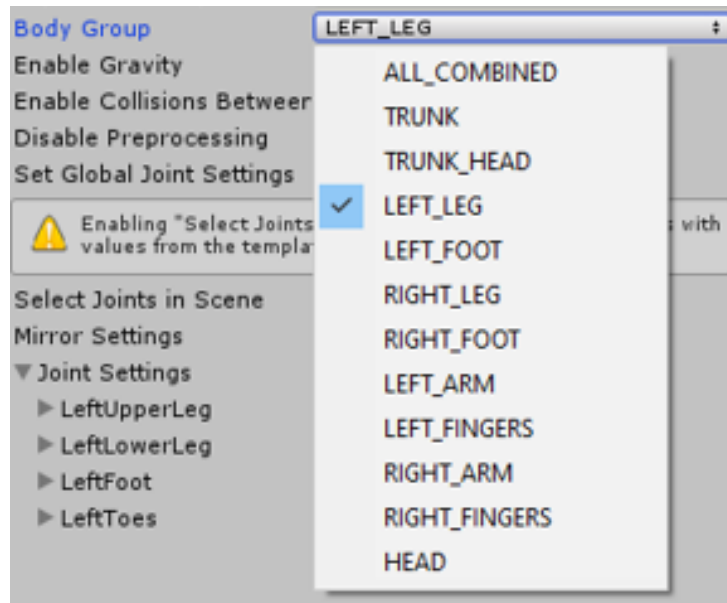 Body Group LEFT_LEG
Enable Gravity
Enable Collisions Between
Disable Preprocessing
Set Global Joint Settings
Enabling "Select Joints with
values from the templa
Select Joints in Scene
Mirror Settings
Joint Settings
LeftUpperLeg
LeftLowerLeg
LeftFoot
LeftToes
ALL_COMBINED
TRUNK
TRUNK_HEAD
LEFT_LEG
LEFT_FOOT
RIGHT_LEG
RIGHT_FOOT
LEFT_ARM
LEFT_FINGERS
RIGHT_ARM
RIGHT_FINGERS
HEAD